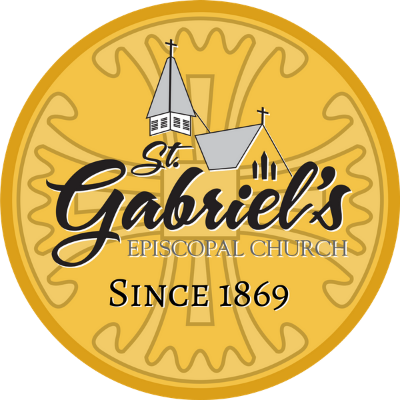 St.
Gabriel's
EPISCOPAL CHURCH
SINCE 1869